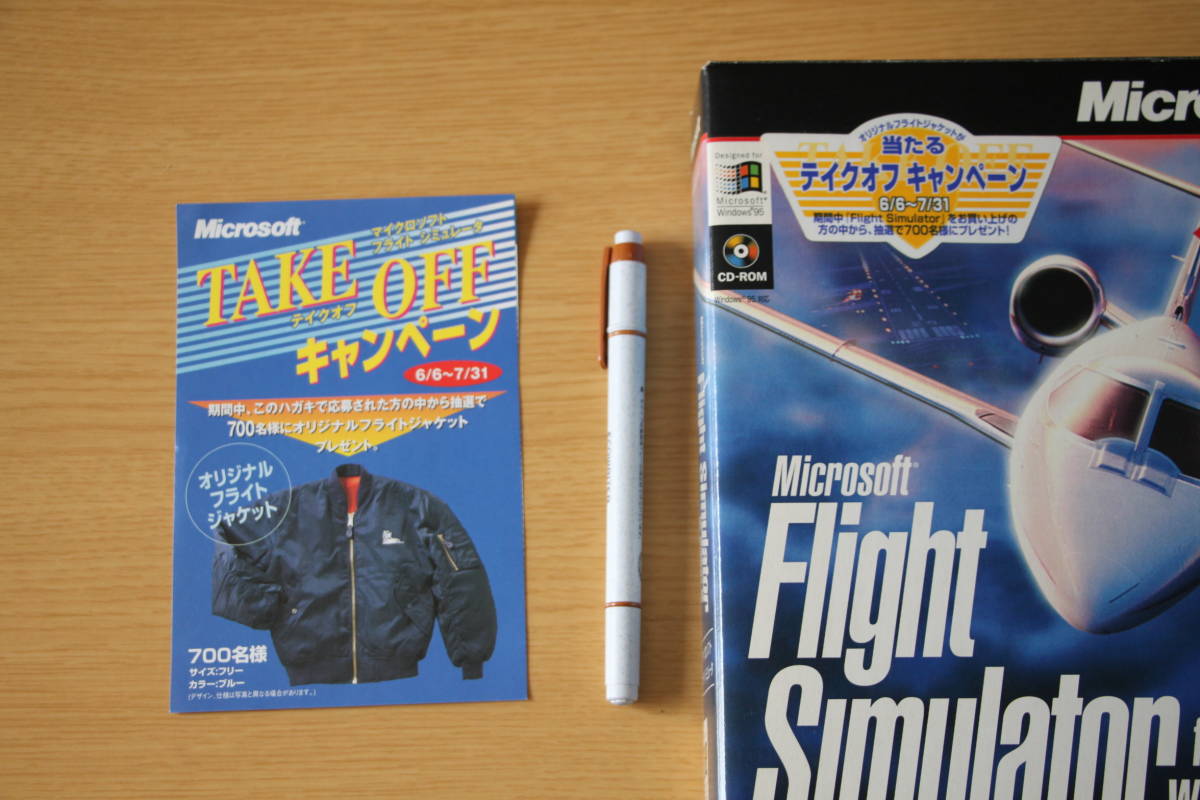 Microsoft
マイクロソフト
フライト シミュレータ
TAKE OFF
テイクオフ
キャンペーン
6/6〜7/31
期間中、このハガキで応募された方の中から抽選で
700名様にオリジナルフライトジャケット
プレゼント。
オリジナル
フライト
ジャケット
700名様
サイズ:フリー
カラー:ブルー
(デザイン、仕様は写真と異なる場合があります。)
Micro
オリジナルフライトジャケットが
当たる
TAKE OFF
テイクオフ キャンペーン
6/6〜7/31
期間中「Flight Simulator」をお買い上げの
方の中から、抽選で700名様にプレゼント!
Designed for
Microsoft®
Windows®95
CD-ROM
Windows® 95 対応
Microsoft®
Flight
Simulator
Flight Simulator